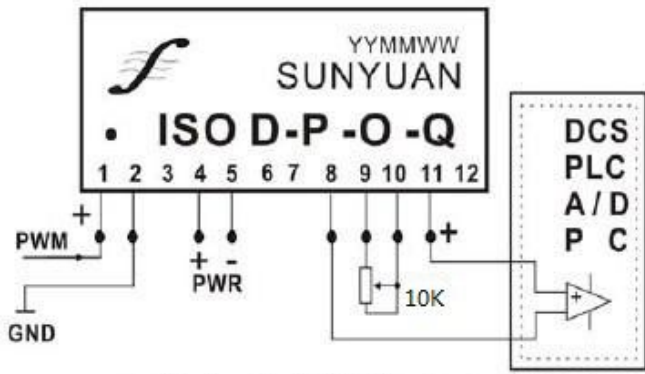 YYMMWW
SUNYUAN
· ISO D-P -O -Q
1 2 3 4 5 6 7 8 9 10 11 12
DCS
PLC
A/D
P C
+
PWM
GND
+ -
PWR
10K
+
+